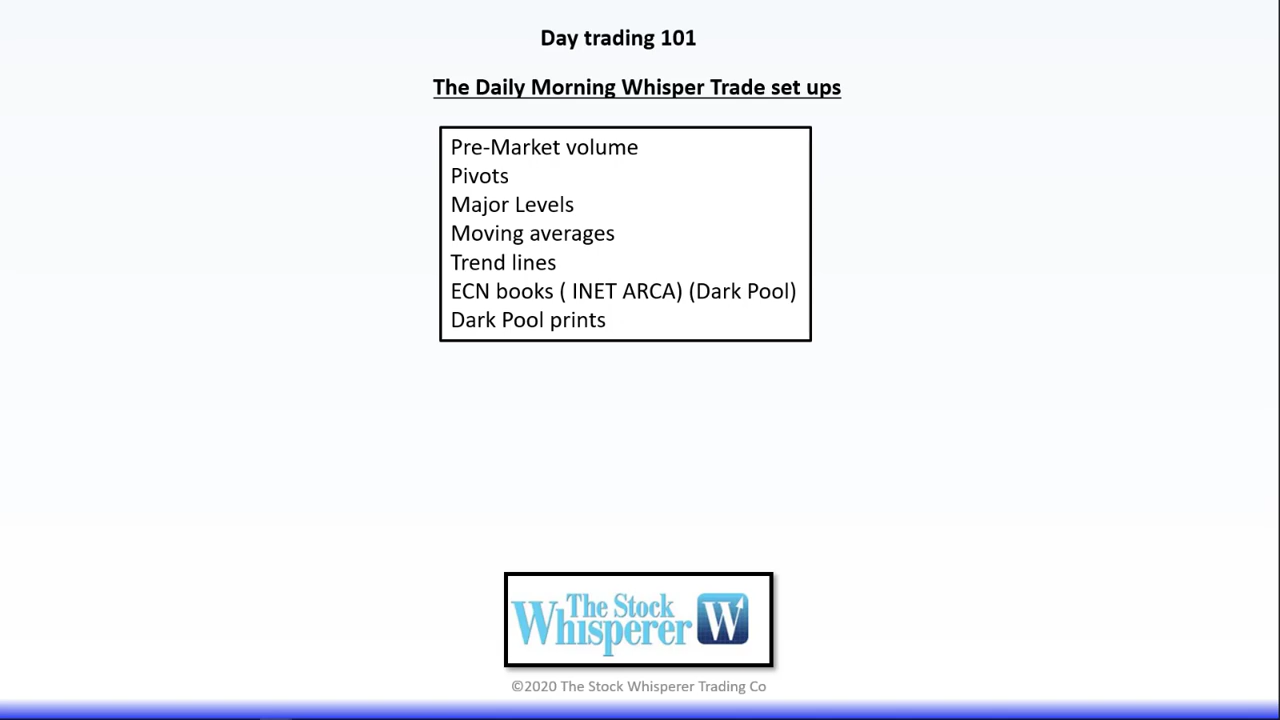 Day trading 101
The Daily Morning Whisper Trade set ups
Pre-Market volume
Pivots
Major Levels
Moving averages
Trend lines
ECN books ( INET ARCA) (Dark Pool)
Dark Pool prints
The Stock
Whisperer W
©2020 The Stock Whisperer Trading Co